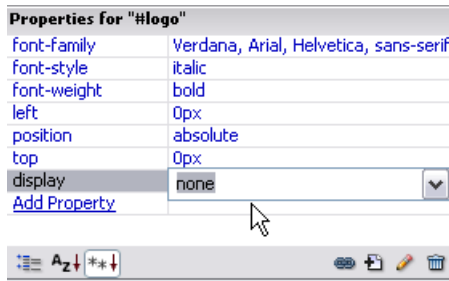 Properties for "#logo"
font-family Verdana, Arial, Helvetica, sans-serif
font-style italic
font-weight bold
left 0px
position absolute
top 0px
display none
Add Property
Az↓ **↓